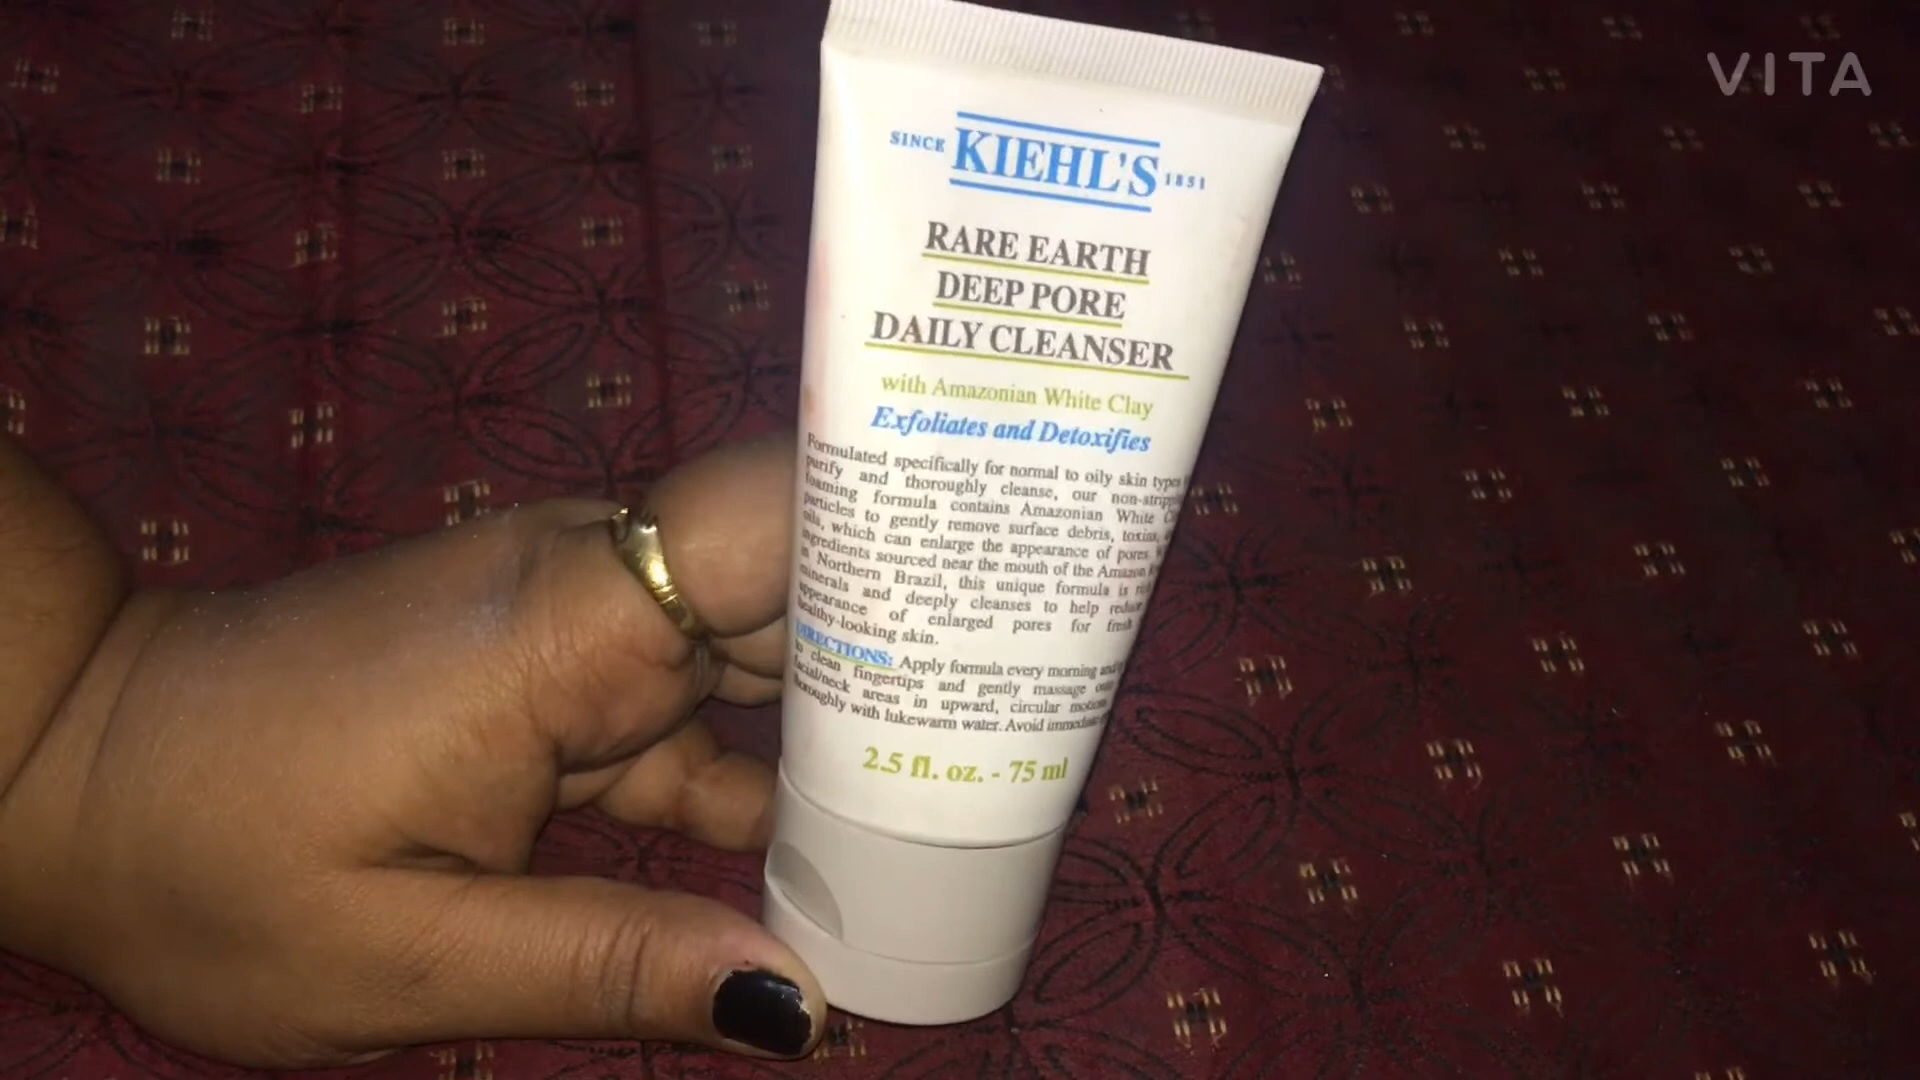 VITA
SINCE KIEHL'S 1851
RARE EARTH
DEEP PORE
DAILY CLEANSER
with Amazonian White Clay
Exfoliates and Detoxifies
Formulated specifically for normal to oily skin types
purify and thoroughly cleanse, our
foaming formula contains Amazonian White
particles to gently remove surface debris, toxins,
oils, which can enlarge the appearance of pores.
ingredients sourced near the mouth of the Amazon
in Northern Brazil, this unique formula is
minerals and deeply cleanses to help reduce
appearance of enlarged pores for fresh
healthy-looking skin.
DIRECTIONS: Apply formula every morning and
to clean fingertips and gently massage
facial/neck areas in upward, circular
thoroughly with lukewarm water. Avoid
2.5 fl. oz. - 75 ml